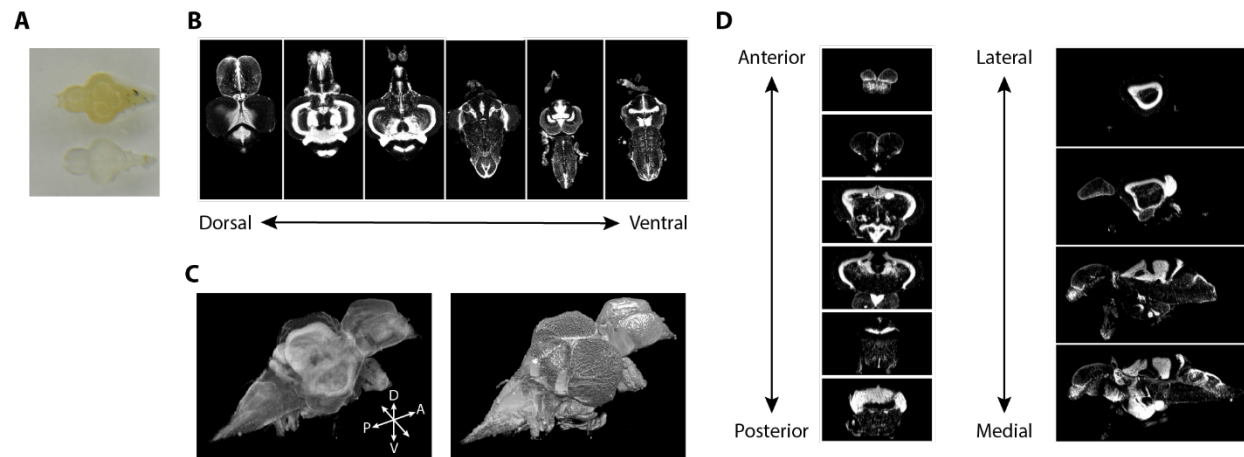 A
B
Dorsal
Ventral
C
D
A
P
V
D
Anterior
Posterior
Lateral
Medial